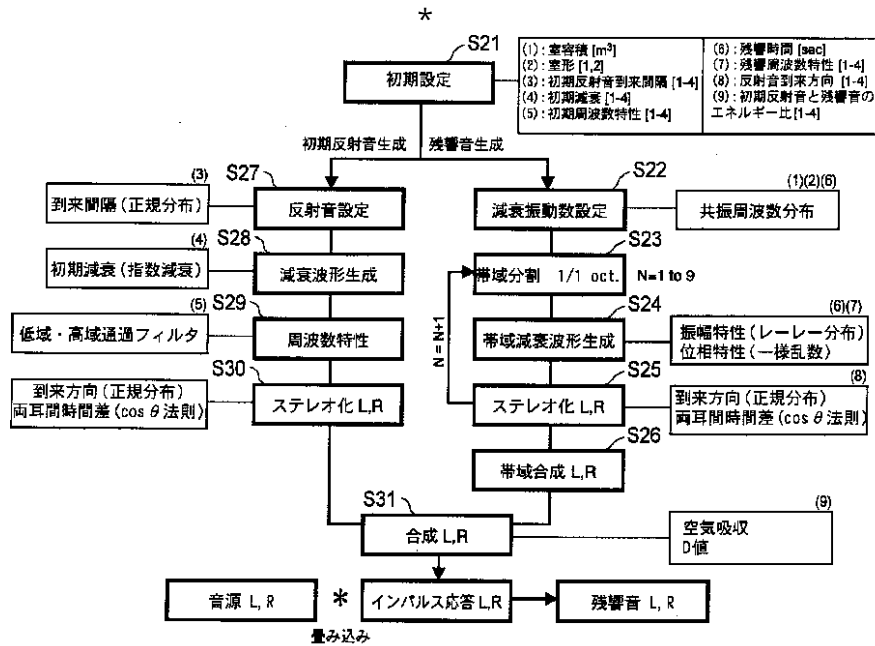 *
S21
初期設定
(1) : 室容積 [m³]
(2) : 室形 [1,2]
(3) : 初期反射音到来間隔 [1-4]
(4) : 初期減衰 [1-4]
(5) : 初期周波数特性 [1-4]
(6) : 残響時間 [sec]
(7) : 残響周波数特性 [1-4]
(8) : 反射音到来方向 [1-4]
(9) : 初期反射音と残響音の
エネルギー比[1-4]
初期反射音生成
残響音生成
S27
反射音設定
(3)
到来間隔 (正規分布)
S28
減衰波形生成
(4)
初期減衰 (指数減衰)
S29
周波数特性
(5)
低域・高域通過フィルタ
S30
ステレオ化 L,R
到来方向 (正規分布)
両耳間時間差 (cos θ 法則)
S22
減衰振動数設定
(1)(2)(6)
共振周波数分布
S23
帯域分割 1/1 oct.
N=1 to 9
N = N+1
S24
帯域減衰波形生成
(6)(7)
振幅特性 (レーレー分布)
位相特性 (一様乱数)
S25
ステレオ化 L,R
(8)
到来方向 (正規分布)
両耳間時間差 (cos θ 法則)
S26
帯域合成 L,R
S31
合成 L,R
(9)
空気吸収
D値
音源 L, R
*
畳み込み
インパルス応答 L,R
残響音 L, R